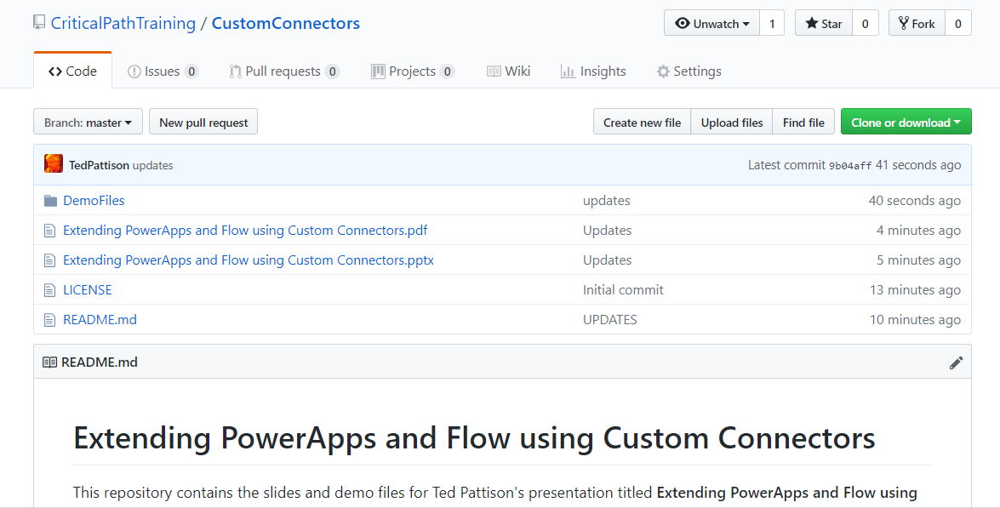 CriticalPathTraining / CustomConnectors Unwatch 1 Star 0 Fork 0
Code Issues 0 Pull requests 0 Projects 0 Wiki Insights Settings
Branch: master New pull request Create new file Upload files Find file Clone or download
TedPattison updates Latest commit 9b04aff 41 seconds ago
DemoFiles updates 40 seconds ago
Extending PowerApps and Flow using Custom Connectors.pdf Updates 4 minutes ago
Extending PowerApps and Flow using Custom Connectors.pptx Updates 5 minutes ago
LICENSE Initial commit 13 minutes ago
README.md UPDATES 10 minutes ago
README.md
Extending PowerApps and Flow using Custom Connectors
This repository contains the slides and demo files for Ted Pattison's presentation titled Extending PowerApps and Flow using